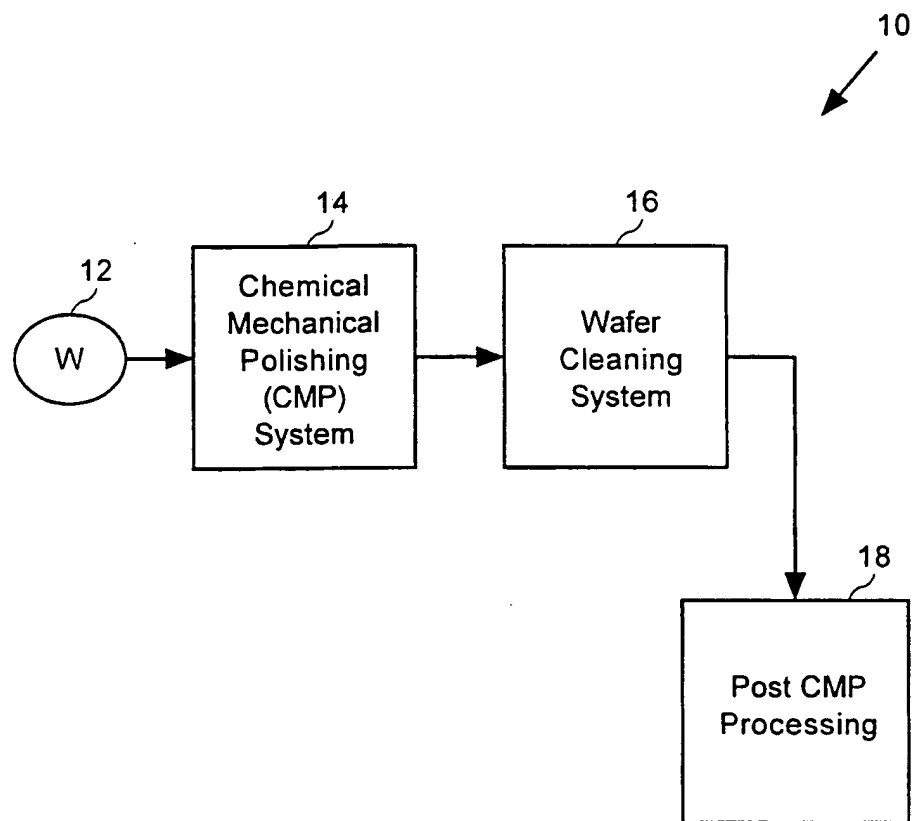 10
14
16
12
W
Chemical
Mechanical
Polishing
(CMP)
System
Wafer
Cleaning
System
18
Post CMP
Processing